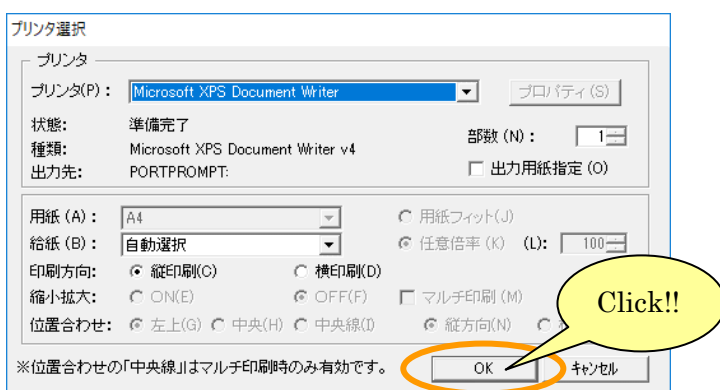 プリンタ選択
プリンタ
プリンタ(P)： Microsoft XPS Document Writer プロパティ(S)
状態： 準備完了
部数(N)： 1
種類： Microsoft XPS Document Writer v4
出力先： PORTPROMPT: 出力用紙指定(O)
用紙(A)： A4 用紙フィット(J)
給紙(B)： 自動選択 任意倍率(K) (L): 100
印刷方向： 縦印刷(C) 横印刷(D)
縮小拡大： ON(E) OFF(F) マルチ印刷(M)
Click!!
位置合わせ： 左上(G) 中央(H) 中央線(I) 縦方向(N)
※位置合わせの「中央線」はマルチ印刷時のみ有効です。 OK キャンセル